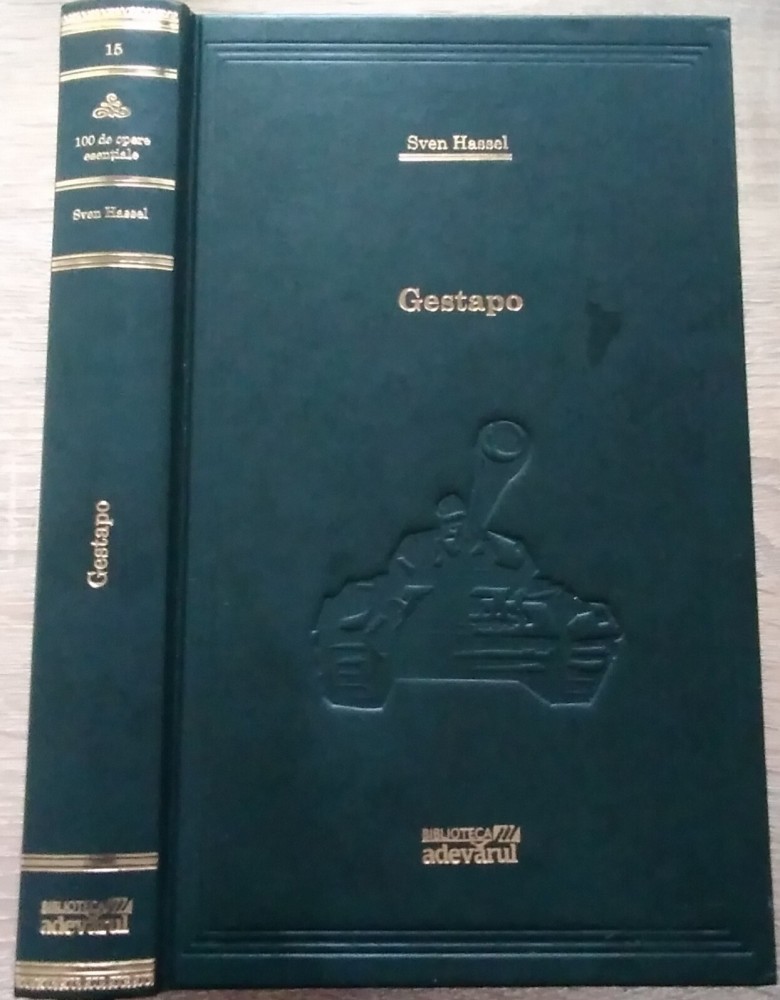 15
100 de opere
esențiale
Sven Hassel
Gestapo
BIBLIOTECA
adevărul
Sven Hassel
Gestapo
BIBLIOTECA
adevărul